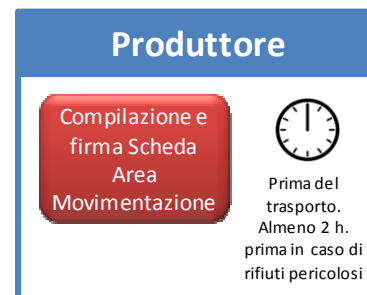 Produttore
Compilazione e
firma Scheda
Area
Movimentazione
Prima del
trasporto.
Almeno 2 h.
prima in caso di
rifiuti pericolosi